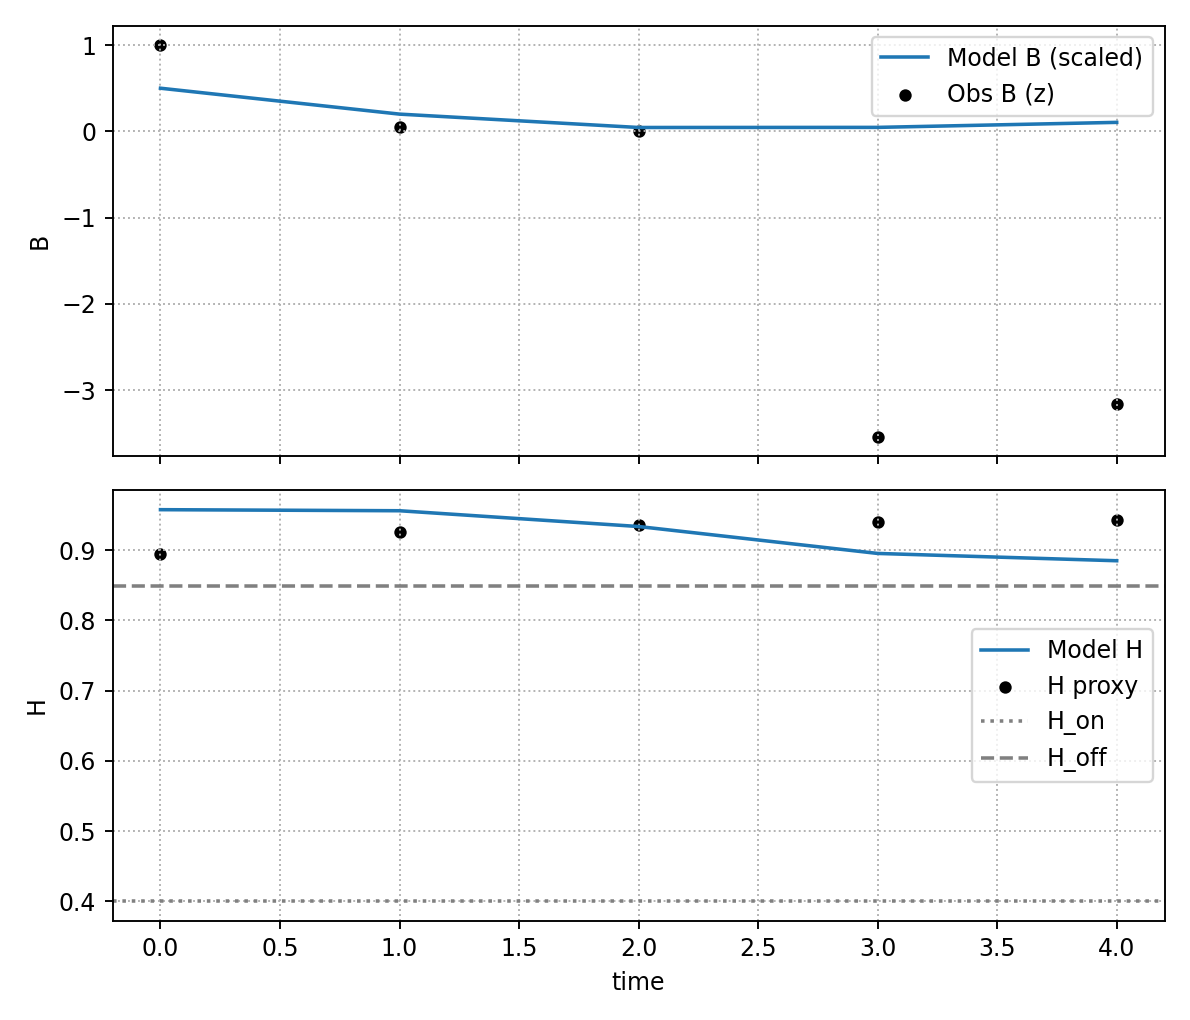 1
0
−1
−2
−3
B
Model B (scaled)
Obs B (z)
0.9
0.8
0.7
0.6
0.5
0.4
H
Model H
H proxy
H_on
H_off
0.0 0.5 1.0 1.5 2.0 2.5 3.0 3.5 4.0
time